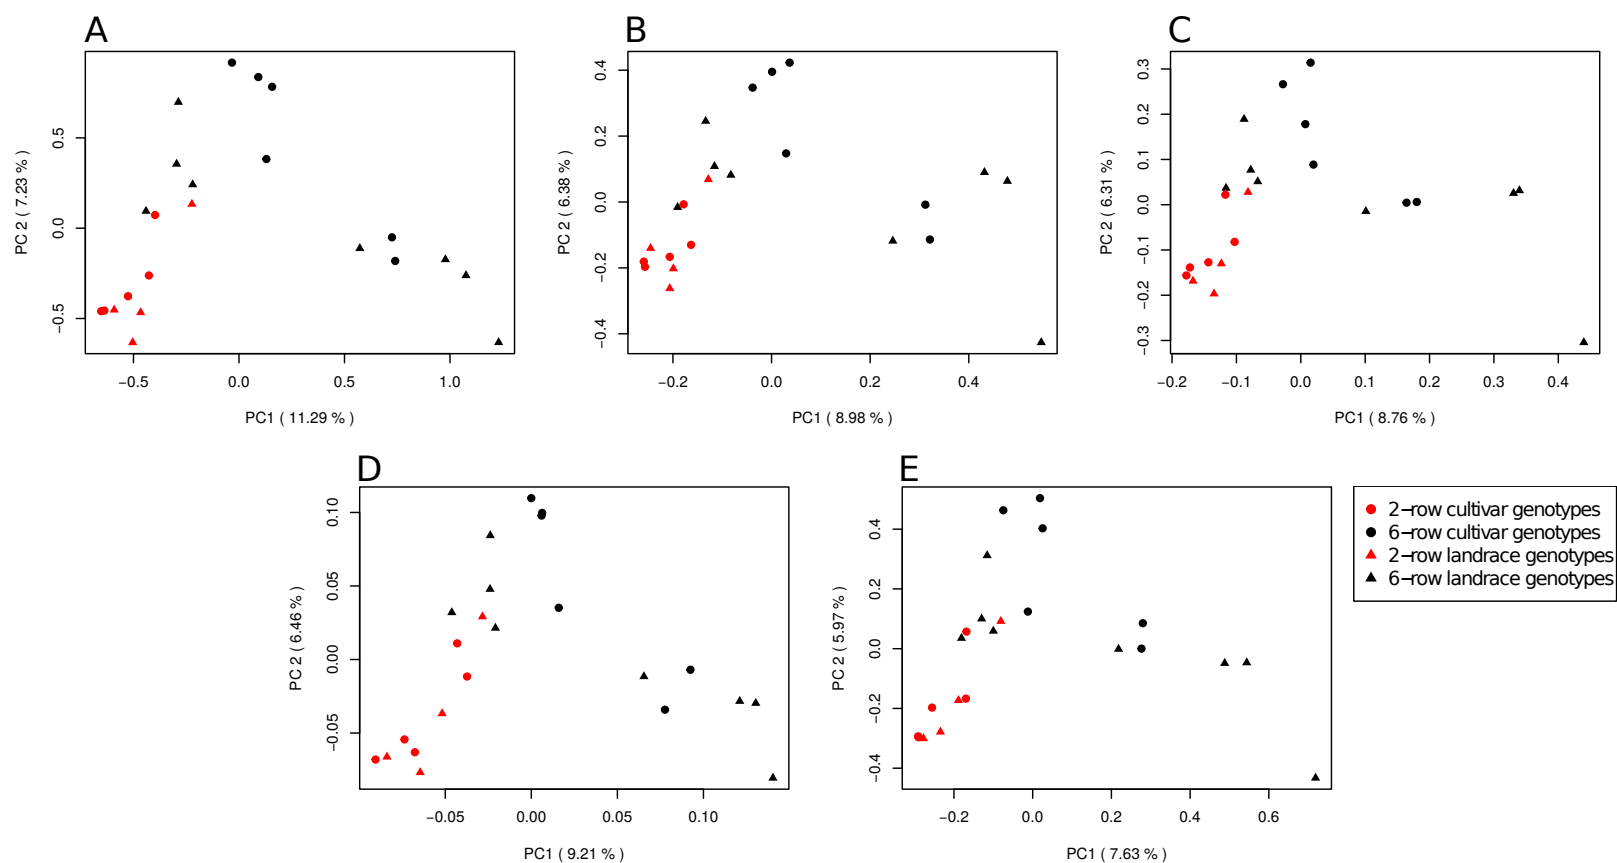 A
0.5
0.0
−0.5
PC 2 ( 7.23 % )
−0.5
0.0
0.5
1.0
PC1 ( 11.29 % )
B
0.4
0.2
0.0
−0.2
−0.4
PC 2 ( 6.38 % )
−0.2
0.0
0.2
0.4
PC1 ( 8.98 % )
C
0.3
0.2
0.1
0.0
−0.1
−0.2
−0.3
PC 2 ( 6.31 % )
−0.2
−0.1
0.0
0.1
0.2
0.3
0.4
PC1 ( 8.76 % )
D
0.10
0.05
0.00
−0.05
PC 2 ( 6.46 % )
−0.05
0.00
0.05
0.10
PC1 ( 9.21 % )
E
0.4
0.2
0.0
−0.2
−0.4
PC 2 ( 5.97 % )
−0.2
0.0
0.2
0.4
0.6
PC1 ( 7.63 % )
2−row cultivar genotypes
6−row cultivar genotypes
2−row landrace genotypes
6−row landrace genotypes